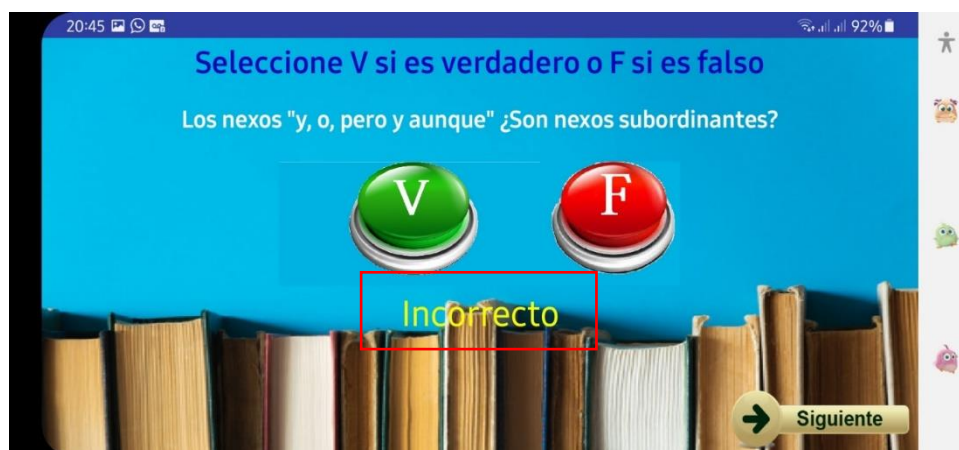 20:45
92%
Seleccione V si es verdadero o F si es falso
Los nexos "y, o, pero y aunque" ¿Son nexos subordinantes?
V F
Incorrecto
Siguiente